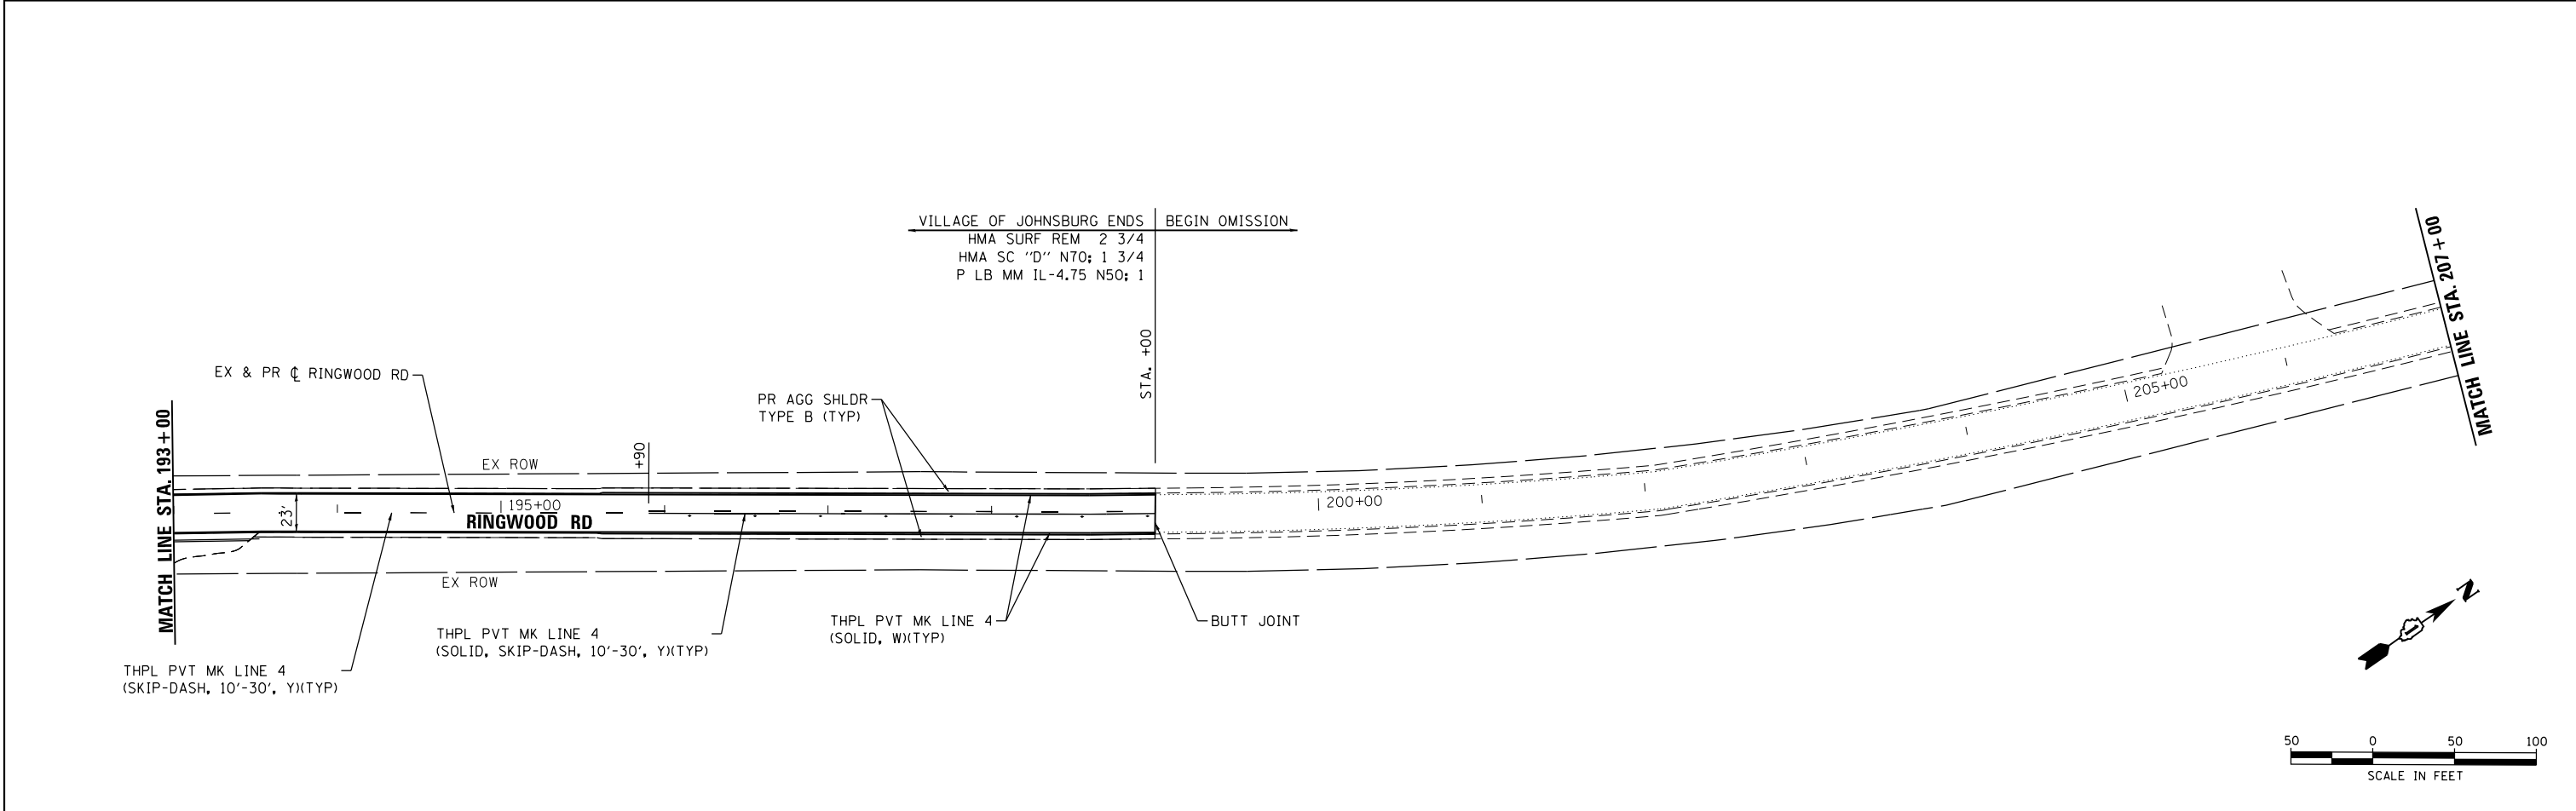 VILLAGE OF JOHNSBURG ENDS
BEGIN OMISSION
HMA SURF REM 2 3/4
HMA SC "D" N70; 1 3/4
P LB MM IL-4.75 N50; 1
STA. +00
MATCH LINE STA. 207+00
EX & PR ℄ RINGWOOD RD
PR AGG SHLDR
TYPE B (TYP)
MATCH LINE STA. 193+00
+90
EX ROW
23'
195+00
RINGWOOD RD
200+00
205+00
EX ROW
THPL PVT MK LINE 4
(SOLID, SKIP-DASH, 10'-30', Y)(TYP)
THPL PVT MK LINE 4
(SOLID, W)(TYP)
BUTT JOINT
THPL PVT MK LINE 4
(SKIP-DASH, 10'-30', Y)(TYP)
N
50 0 50 100
SCALE IN FEET